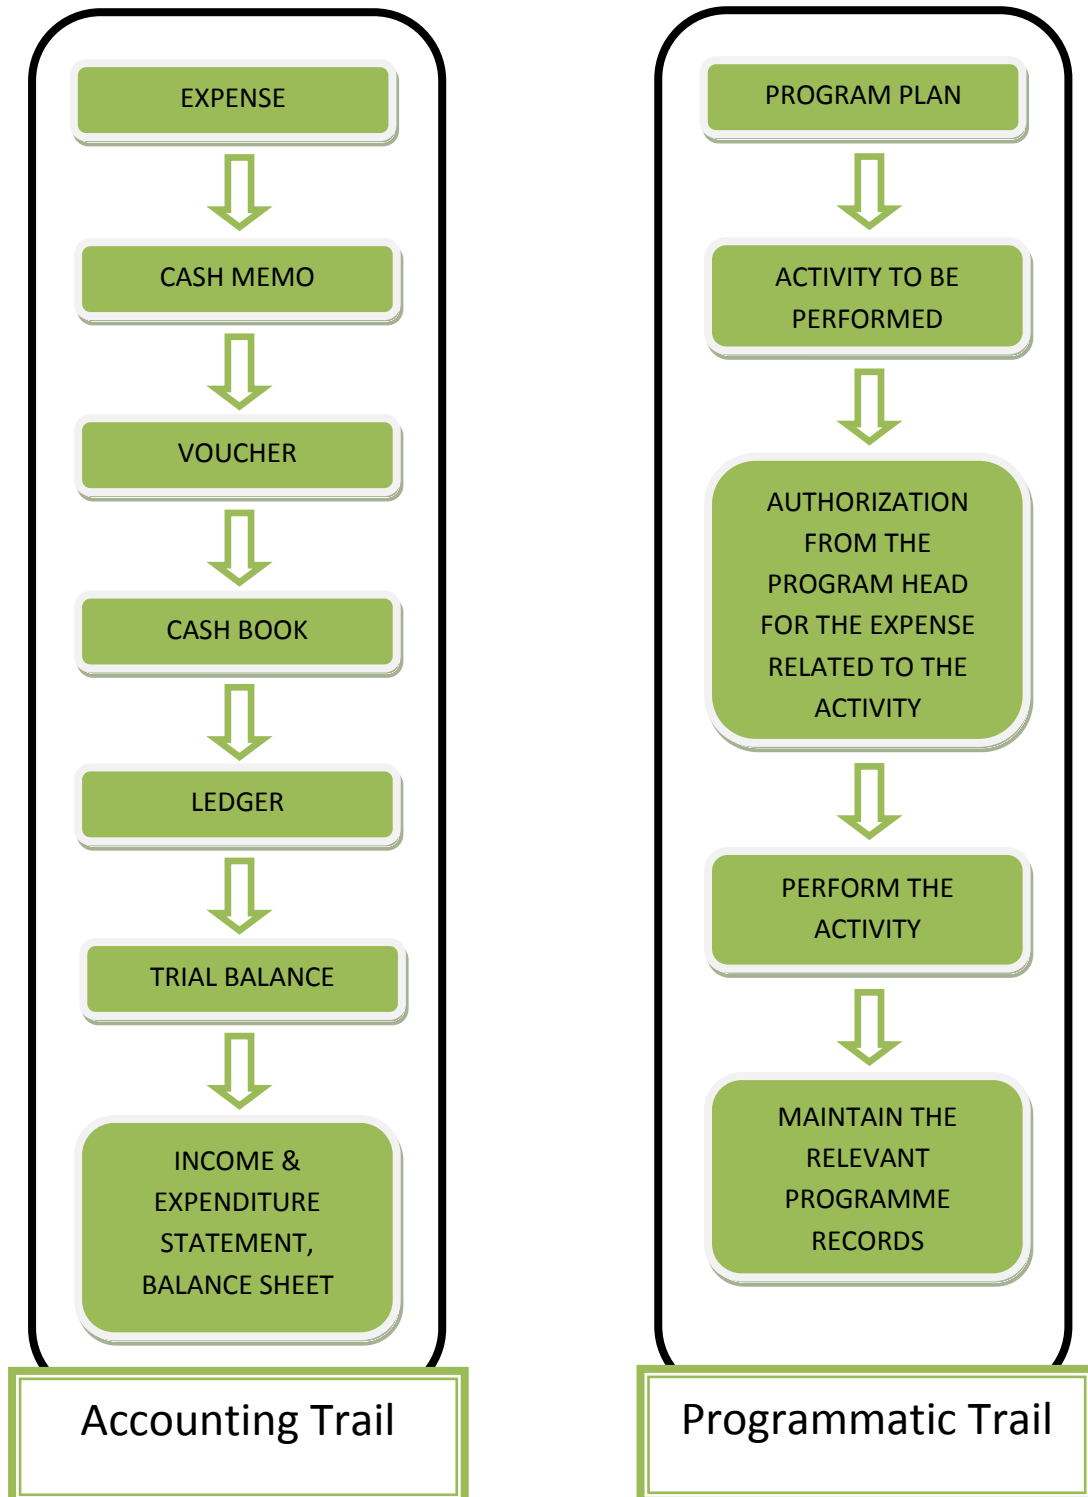 EXPENSE
CASH MEMO
VOUCHER
CASH BOOK
LEDGER
TRIAL BALANCE
INCOME &
EXPENDITURE
STATEMENT,
BALANCE SHEET
Accounting Trail
PROGRAM PLAN
ACTIVITY TO BE
PERFORMED
AUTHORIZATION
FROM THE
PROGRAM HEAD
FOR THE EXPENSE
RELATED TO THE
ACTIVITY
PERFORM THE
ACTIVITY
MAINTAIN THE
RELEVANT
PROGRAMME
RECORDS
Programmatic Trail